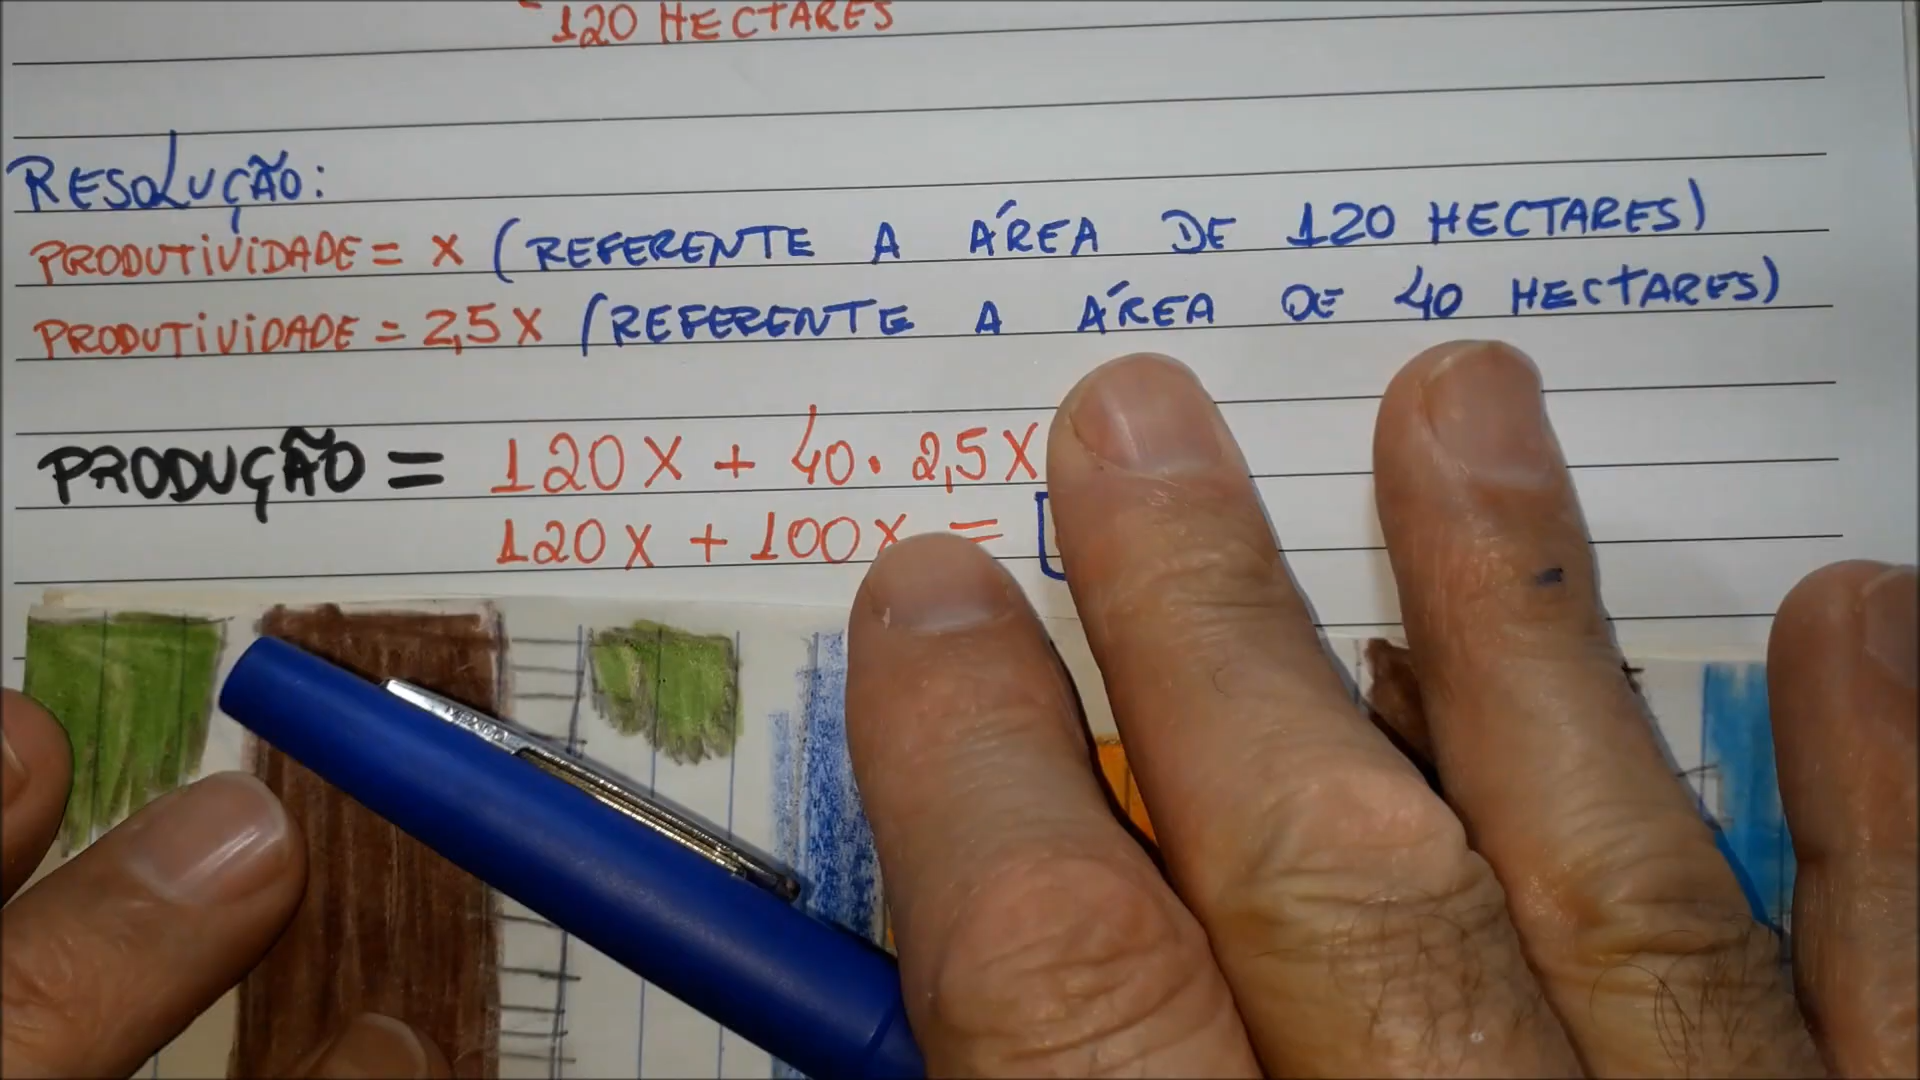 120 HECTARES
RESOLUÇÃO:
PRODUTIVIDADE = X (REFERENTE A ÁREA DE 120 HECTARES)
PRODUTIVIDADE = 2,5 X (REFERENTE A ÁREA DE 40 HECTARES)
PRODUÇÃO = 120 X + 40 . 2,5 X
120 X + 100 X =